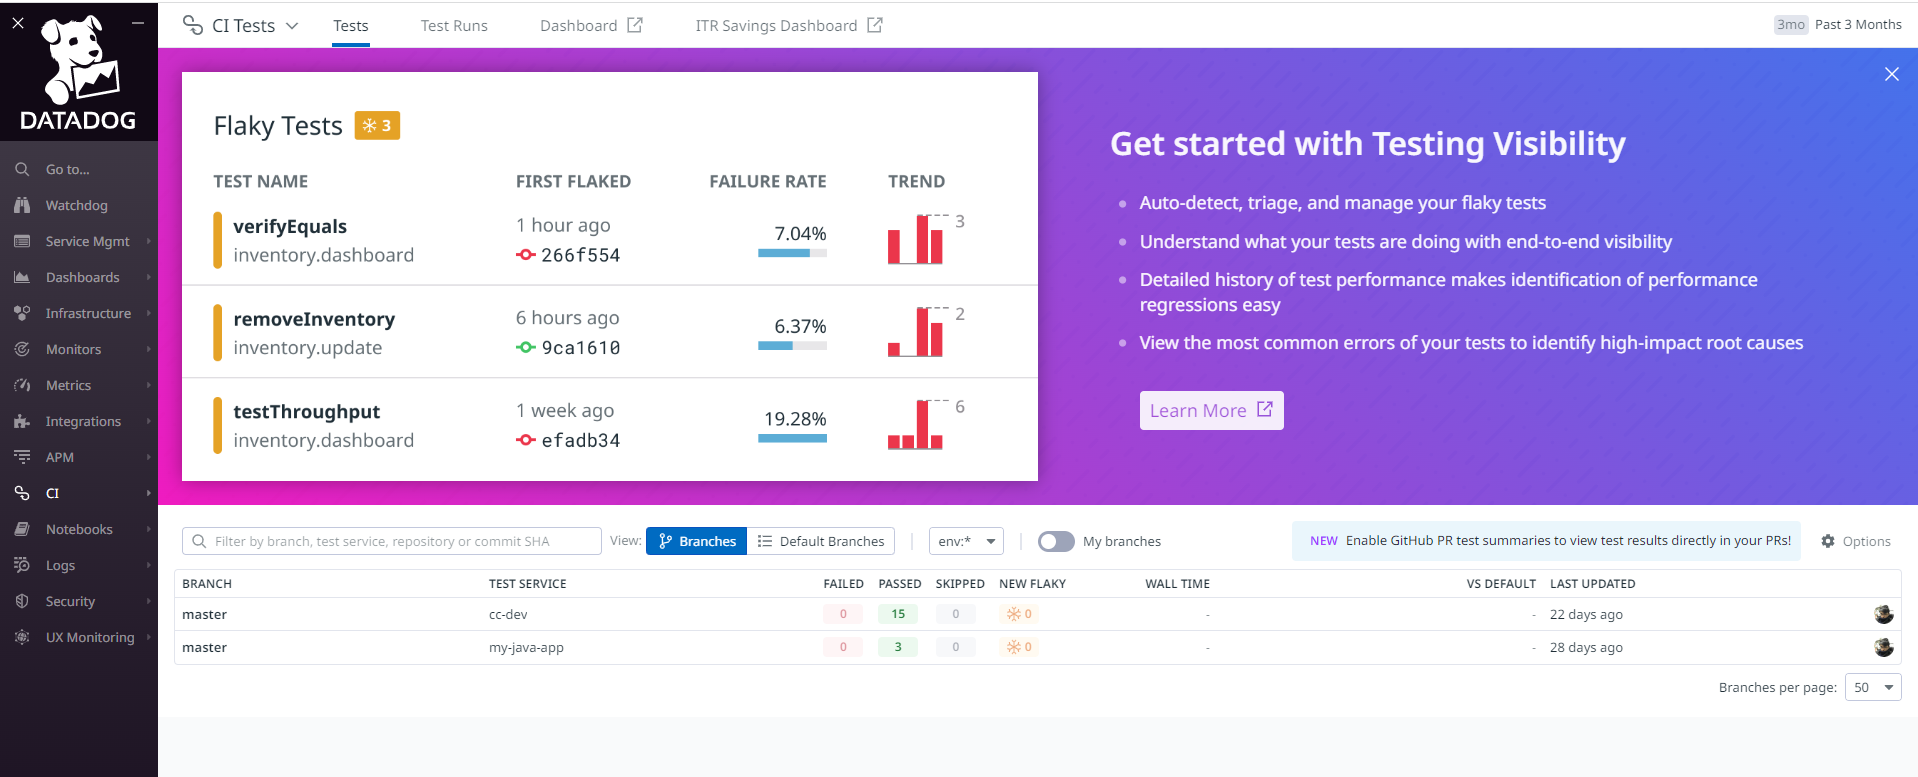 DATADOG
Go to...
Watchdog
Service Mgmt
Dashboards
Infrastructure
Monitors
Metrics
Integrations
APM
CI
Notebooks
Logs
Security
UX Monitoring
CI Tests Tests Test Runs Dashboard ITR Savings Dashboard 3mo Past 3 Months
Flaky Tests 3
TEST NAME FIRST FLAKED FAILURE RATE TREND
verifyEquals 1 hour ago 7.04% 3
inventory.dashboard 266f554
removeInventory 6 hours ago 6.37% 2
inventory.update 9ca1610
testThroughput 1 week ago 19.28% 6
inventory.dashboard efadb34
Get started with Testing Visibility
Auto-detect, triage, and manage your flaky tests
Understand what your tests are doing with end-to-end visibility
Detailed history of test performance makes identification of performance
regressions easy
View the most common errors of your tests to identify high-impact root causes
Learn More
Filter by branch, test service, repository or commit SHA View: Branches Default Branches env:* My branches NEW Enable GitHub PR test summaries to view test results directly in your PRs! Options
BRANCH TEST SERVICE FAILED PASSED SKIPPED NEW FLAKY WALL TIME VS DEFAULT LAST UPDATED
master cc-dev 0 15 0 0 - - 22 days ago
master my-java-app 0 3 0 0 - - 28 days ago
Branches per page: 50